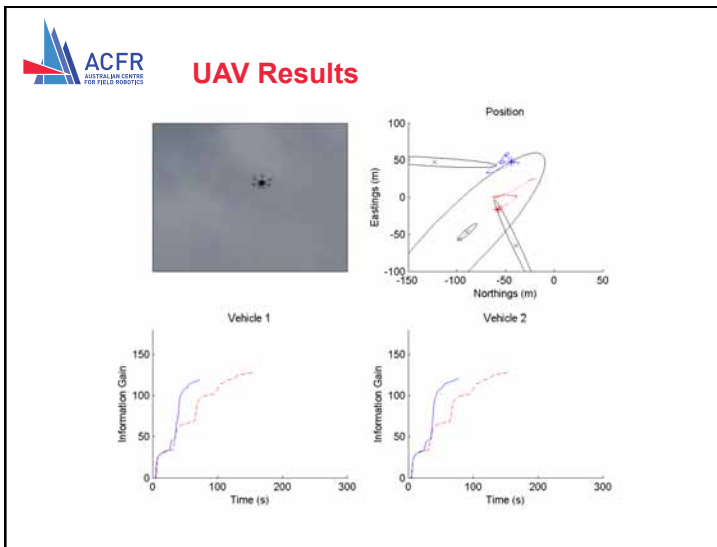 ACFR
AUSTRALIAN CENTRE
FOR FIELD ROBOTICS
UAV Results
Position
100
50
0
-50
-100
Eastings (m)
-150
-100
-50
0
50
Northings (m)
Vehicle 1
150
100
50
0
Information Gain
0
100
200
300
Time (s)
Vehicle 2
150
100
50
0
Information Gain
0
100
200
300
Time (s)